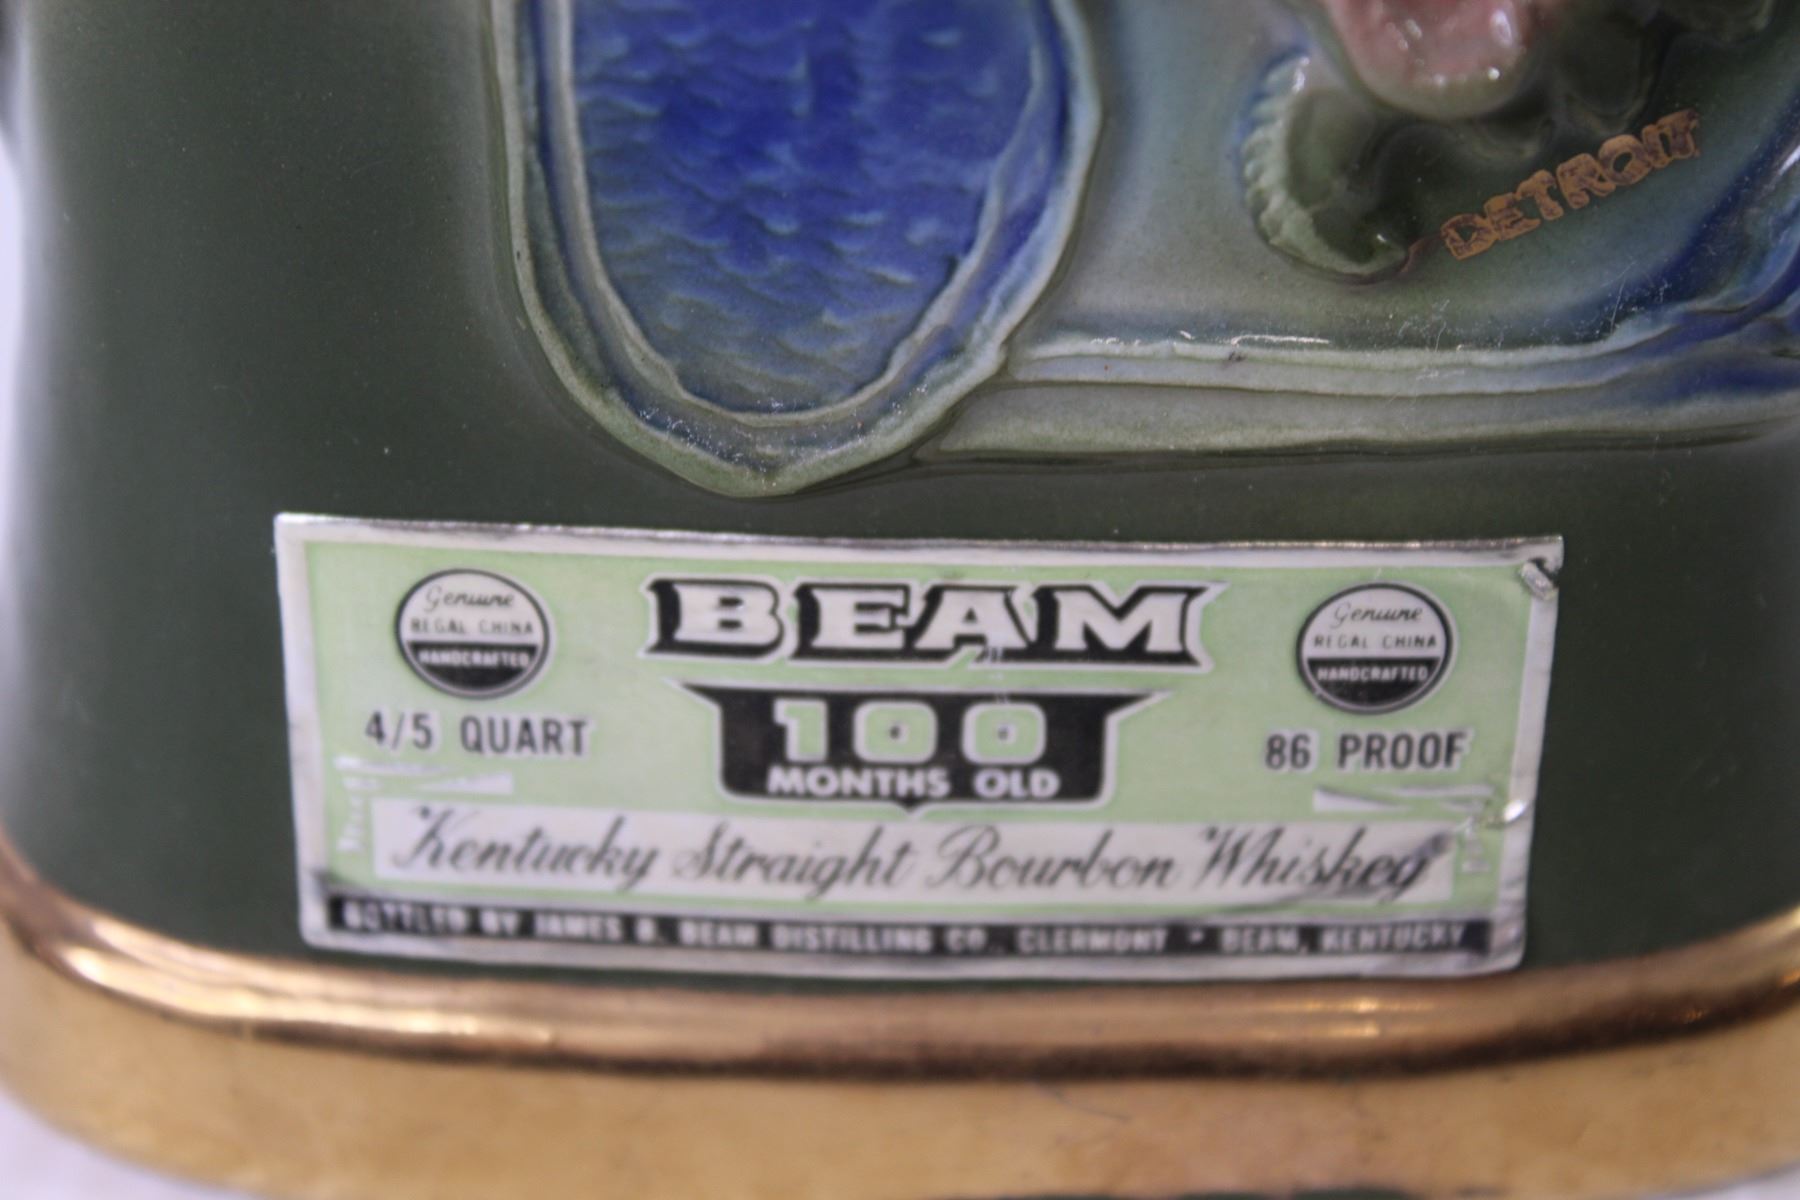 DETROIT
Genuine
REGAL CHINA
HANDCRAFTED
BEAM
Genuine
REGAL CHINA
HANDCRAFTED
4/5 QUART
100
MONTHS OLD
86 PROOF
Kentucky Straight Bourbon Whiskey
BOTTLED BY JAMES B. BEAM DISTILLING CO., CLERMONT • BEAM, KENTUCKY